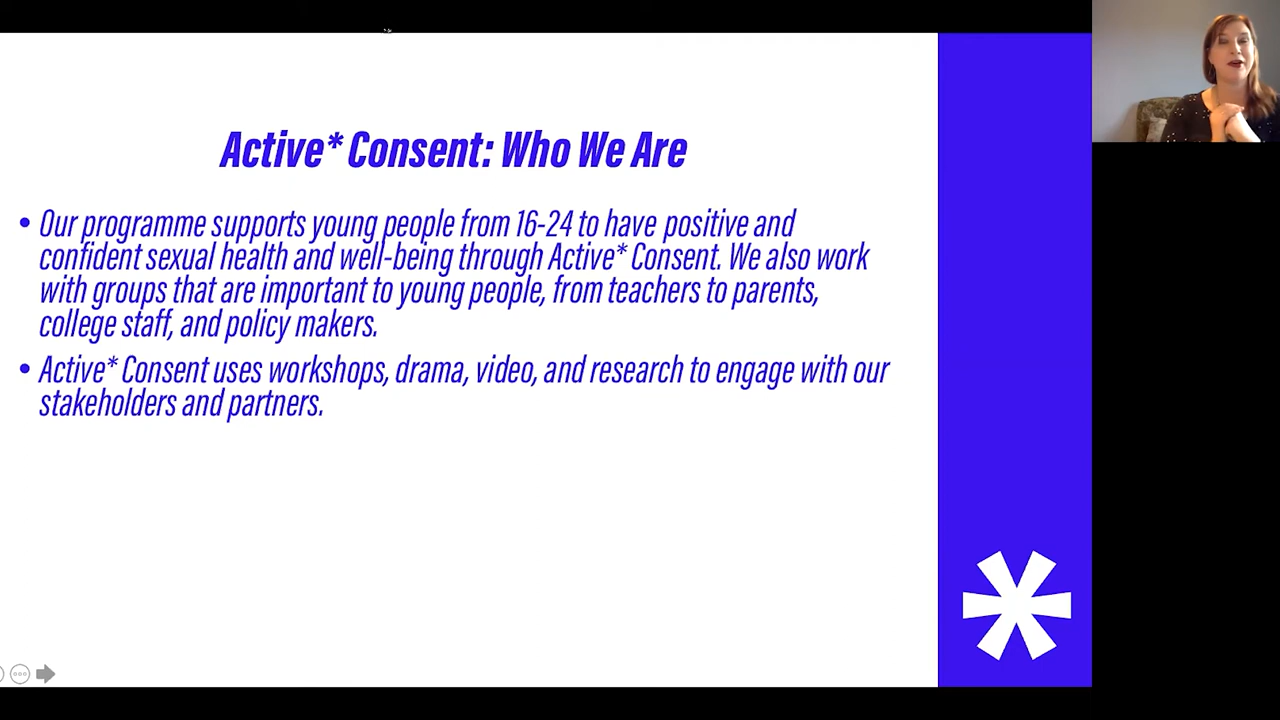 Active* Consent: Who We Are
• Our programme supports young people from 16-24 to have positive and
confident sexual health and well-being through Active* Consent. We also work
with groups that are important to young people, from teachers to parents,
college staff, and policy makers.
• Active* Consent uses workshops, drama, video, and research to engage with our
stakeholders and partners.